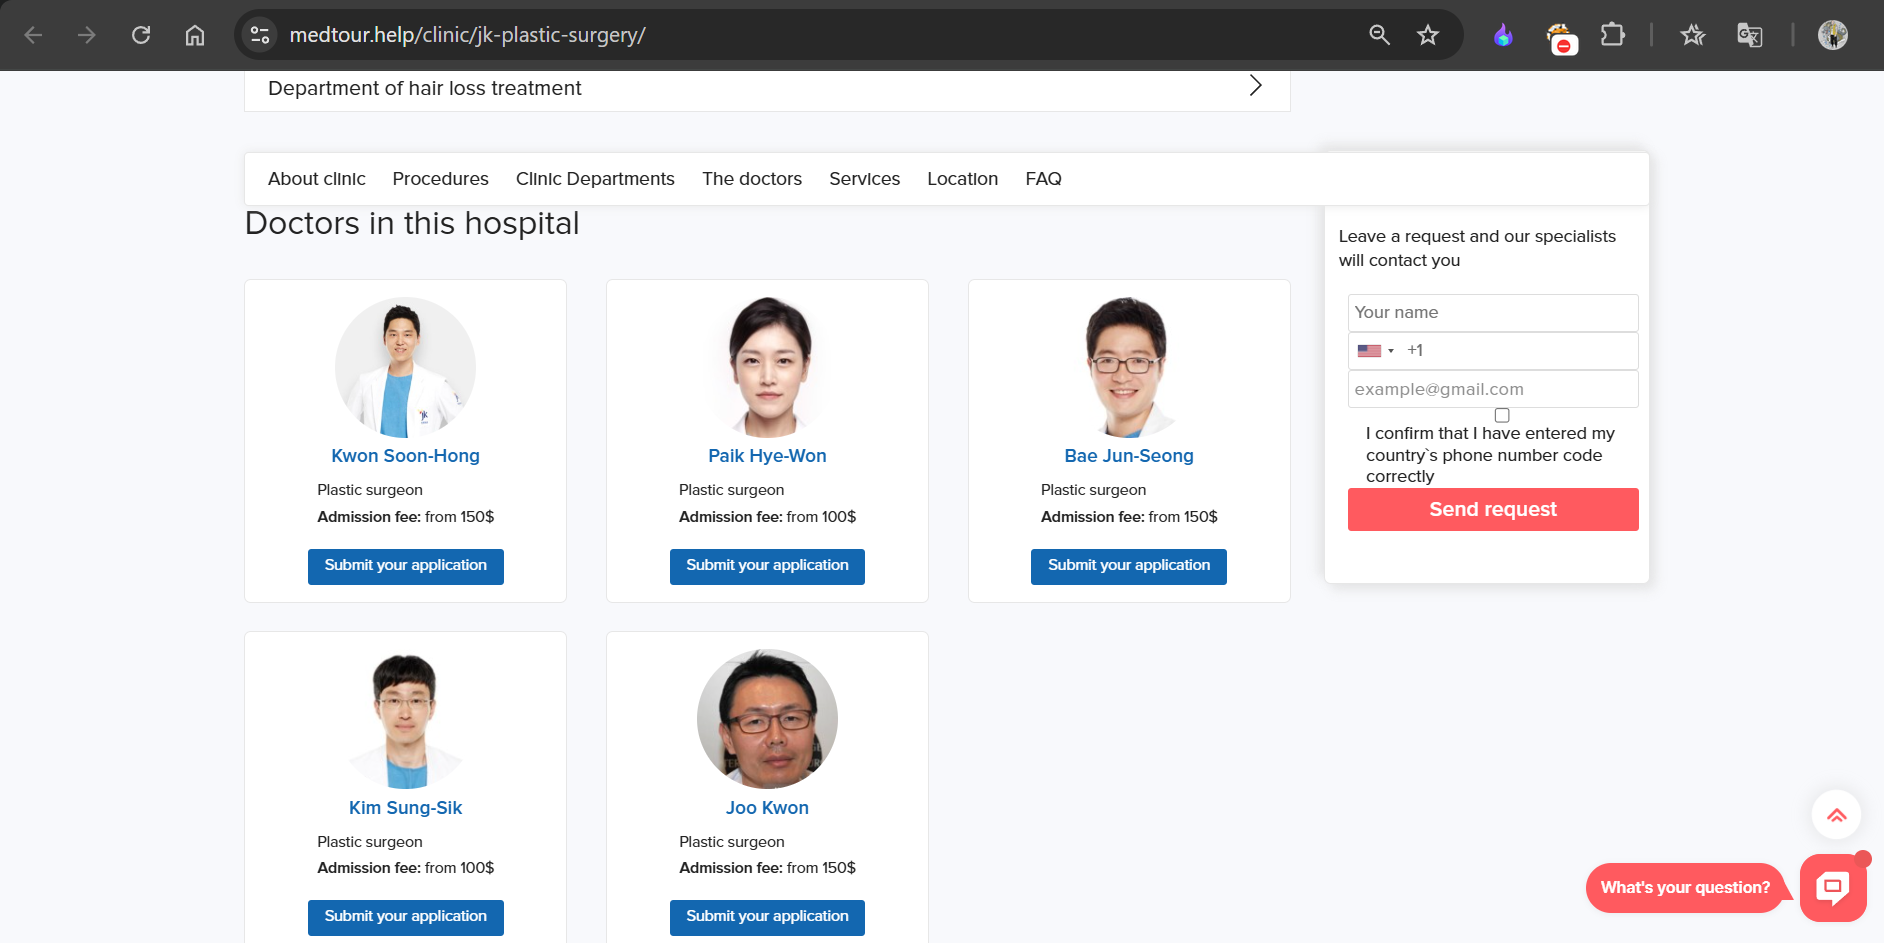 medtour.help/clinic/jk-plastic-surgery/
Department of hair loss treatment
About clinic Procedures Clinic Departments The doctors Services Location FAQ
Doctors in this hospital
Kwon Soon-Hong
Plastic surgeon
Admission fee: from 150$
Submit your application
Paik Hye-Won
Plastic surgeon
Admission fee: from 100$
Submit your application
Bae Jun-Seong
Plastic surgeon
Admission fee: from 150$
Submit your application
Kim Sung-Sik
Plastic surgeon
Admission fee: from 100$
Submit your application
Joo Kwon
Plastic surgeon
Admission fee: from 150$
Submit your application
Leave a request and our specialists
will contact you
Your name
+1
example@gmail.com
I confirm that I have entered my
country`s phone number code
correctly
Send request
What's your question?